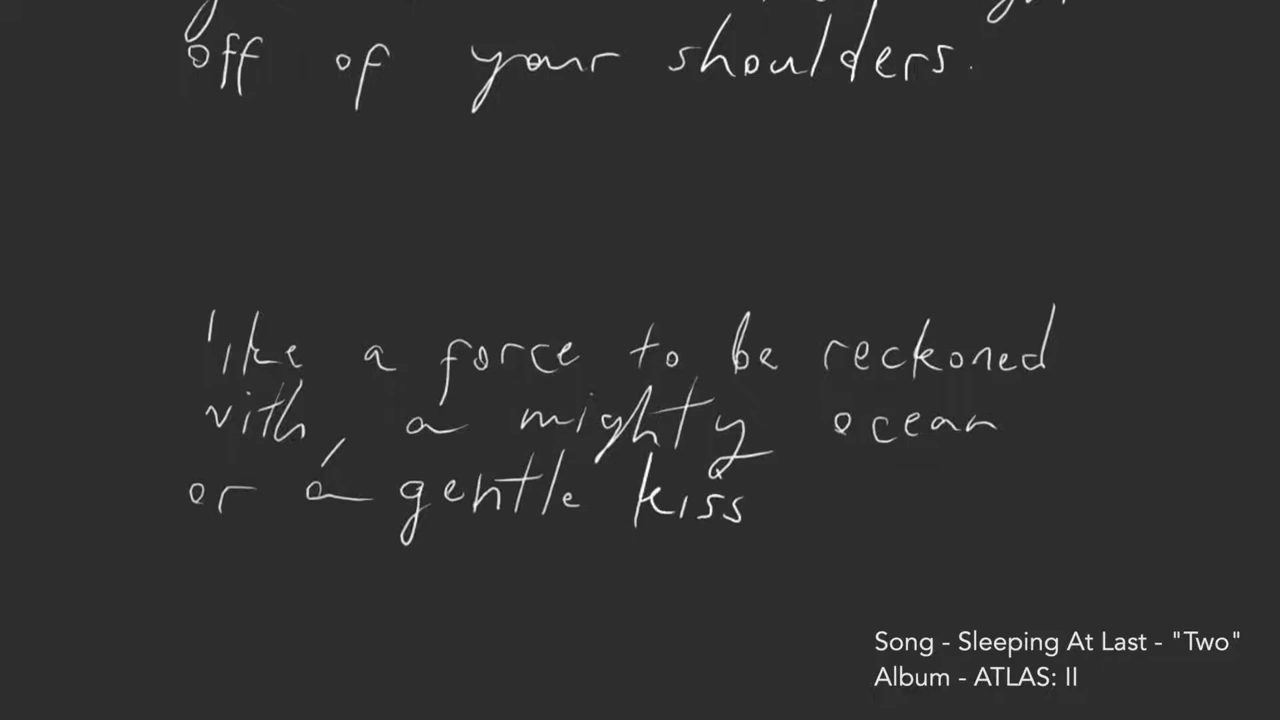 off of your shoulders.
like a force to be reckoned
with, a mighty ocean
or a gentle kiss
Song - Sleeping At Last - "Two"
Album - ATLAS: II